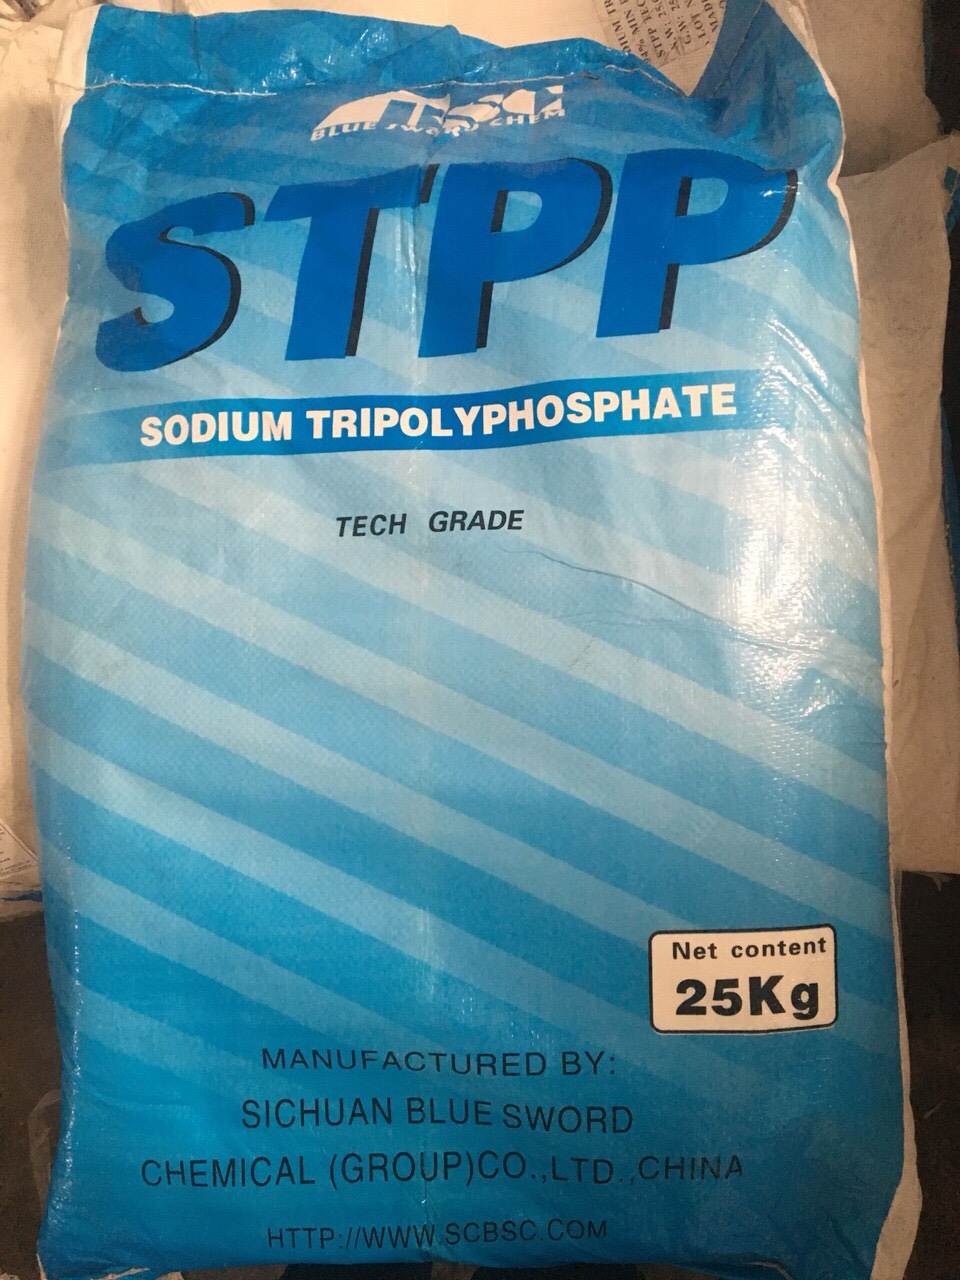 BSC
BLUE SWORD CHEM
STPP
SODIUM TRIPOLYPHOSPHATE
TECH GRADE
Net content
25Kg
MANUFACTURED BY:
SICHUAN BLUE SWORD
CHEMICAL (GROUP)CO.,LTD.,CHINA
HTTP://WWW.SCBSC.COM